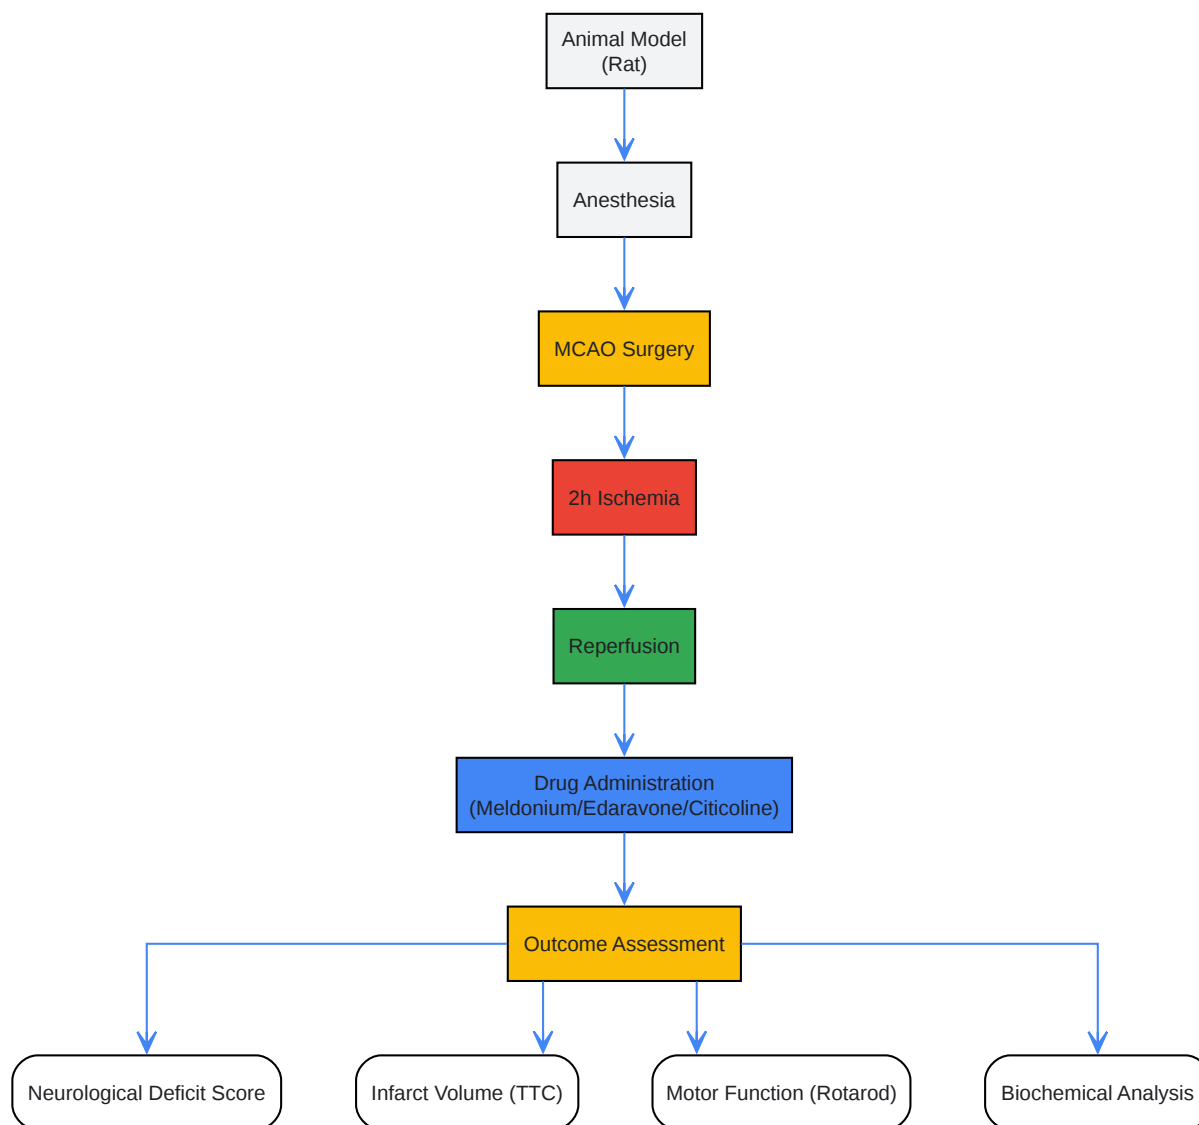 Animal Model
(Rat)
Anesthesia
MCAO Surgery
2h Ischemia
Reperfusion
Drug Administration
(Meldonium/Edaravone/Citicoline)
Outcome Assessment
Neurological Deficit Score
Infarct Volume (TTC)
Motor Function (Rotarod)
Biochemical Analysis